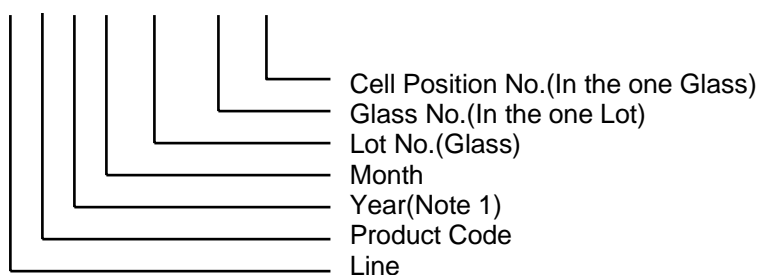 Cell Position No.(In the one Glass)
Glass No.(In the one Lot)
Lot No.(Glass)
Month
Year(Note 1)
Product Code
Line